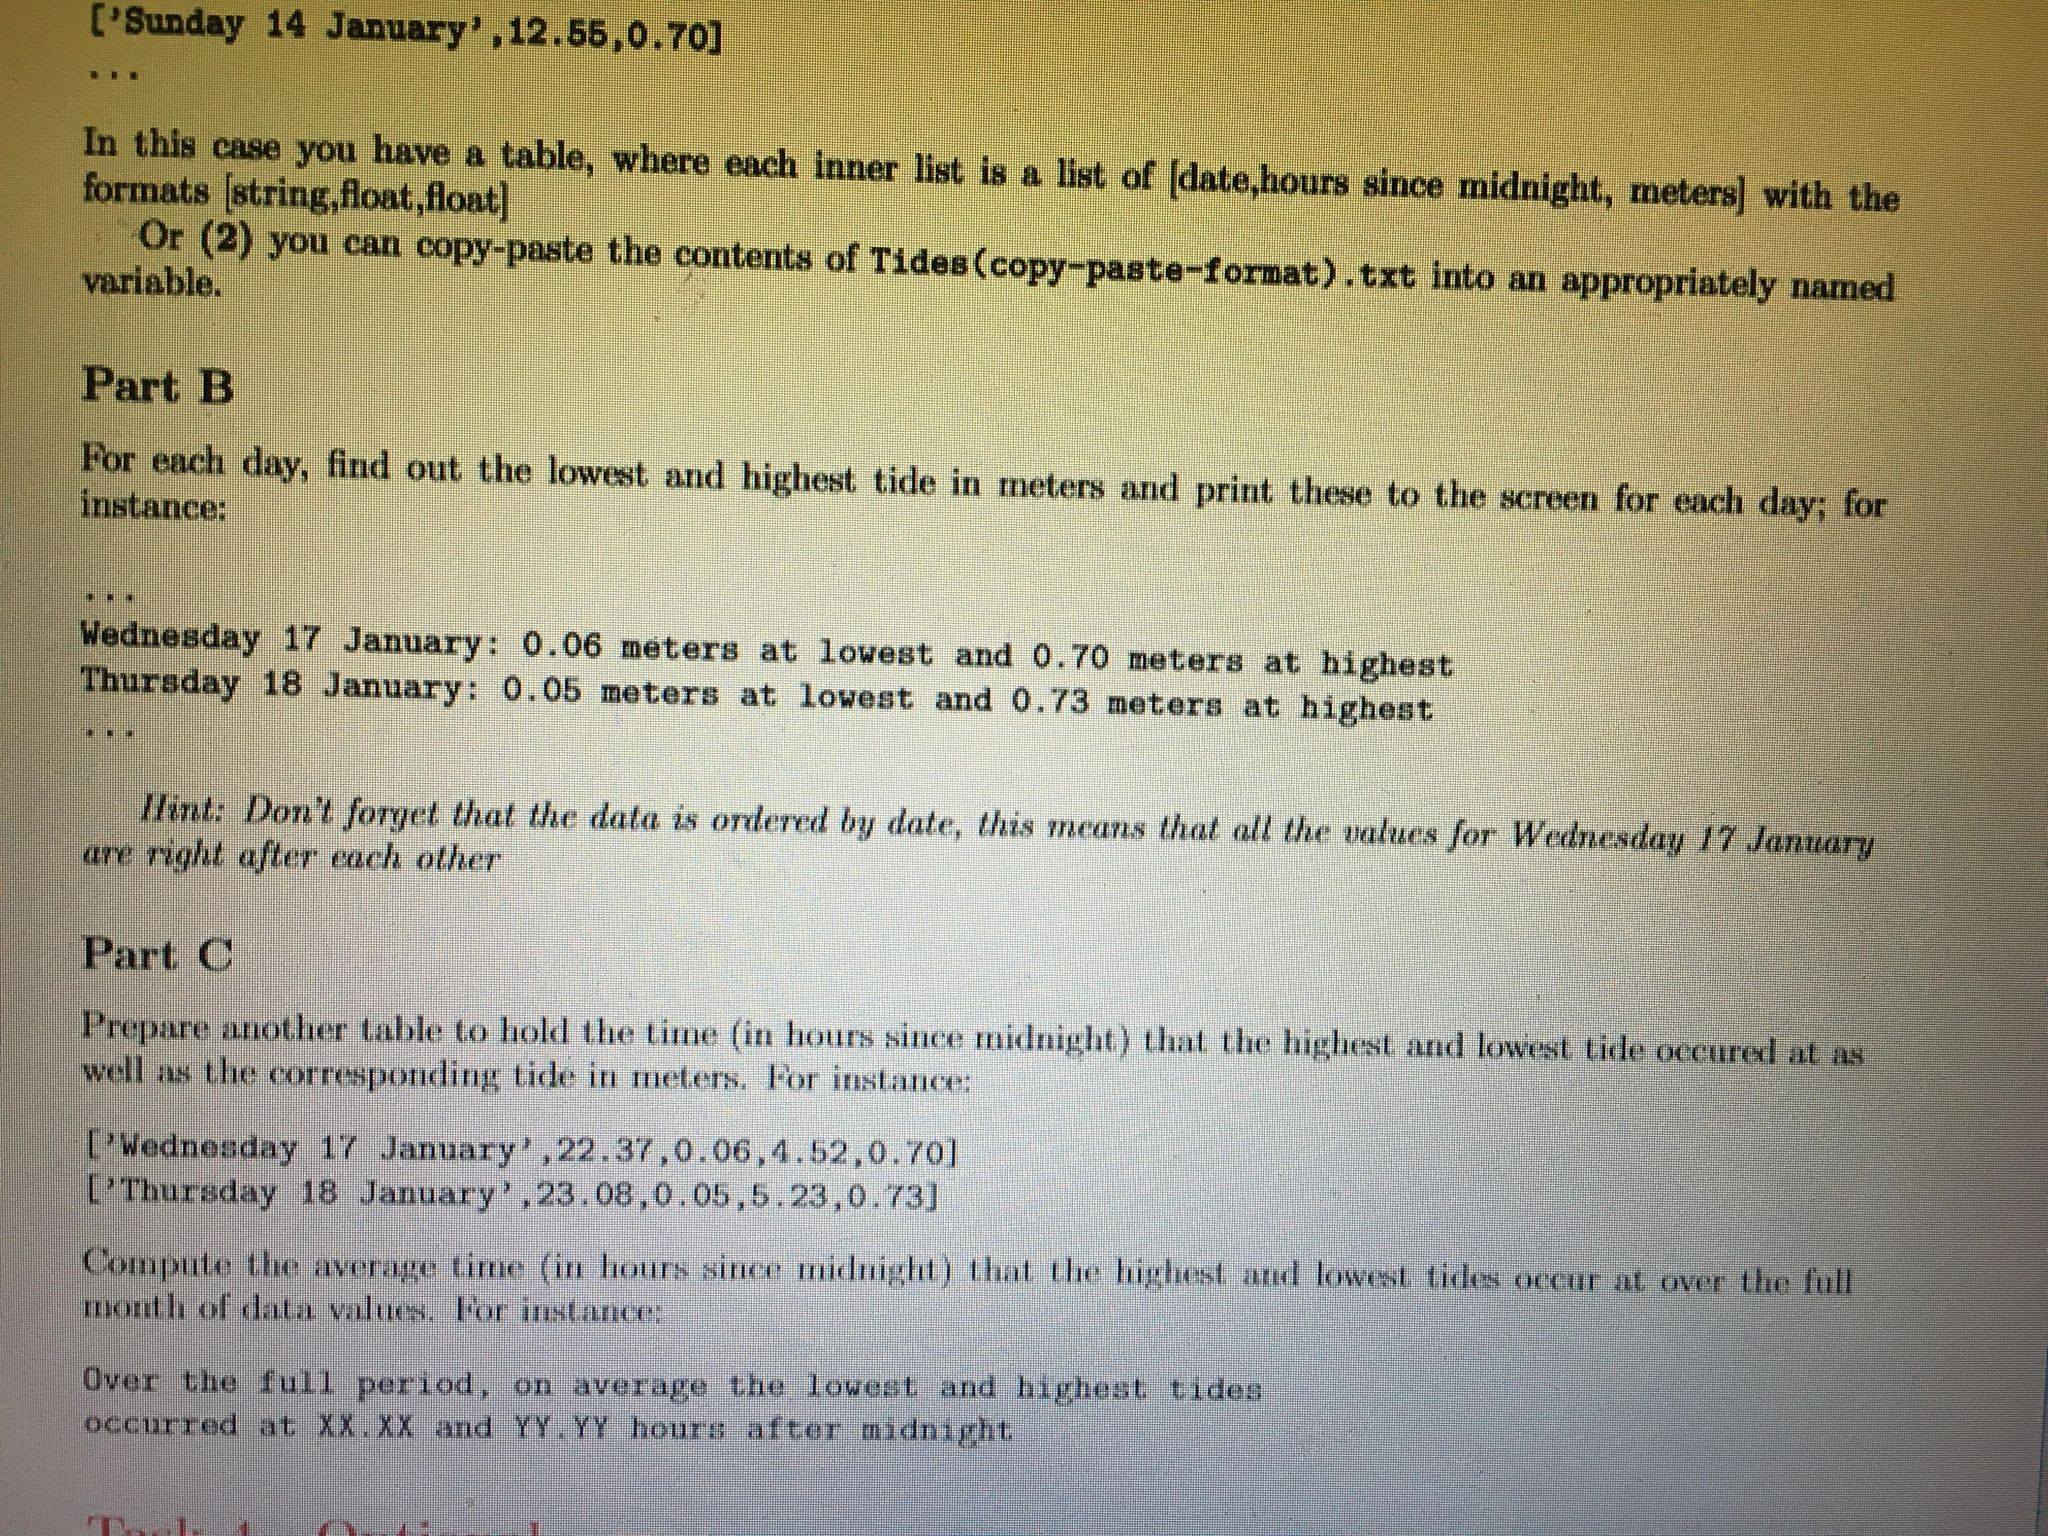 ['Sunday 14 January',12.55,0.70]
...
In this case you have a table, where each inner list is a list of [date,hours since midnight, meters] with the
formats [string,float,float]
Or (2) you can copy-paste the contents of Tides(copy-paste-format).txt into an appropriately named
variable.
Part B
For each day, find out the lowest and highest tide in meters and print these to the screen for each day; for
instance:
...
Wednesday 17 January: 0.06 meters at lowest and 0.70 meters at highest
Thursday 18 January: 0.05 meters at lowest and 0.73 meters at highest
...
Hint: Don't forget that the data is ordered by date, this means that all the values for Wednesday 17 January
are right after each other
Part C
Prepare another table to hold the time (in hours since midnight) that the highest and lowest tide occured at as
well as the corresponding tide in meters. For instance:
['Wednesday 17 January',22.37,0.06,4.52,0.70]
['Thursday 18 January',23.08,0.05,5.23,0.73]
Compute the average time (in hours since midnight) that the highest and lowest tides occur at over the full
month of data values. For instance:
Over the full period, on average the lowest and highest tides
occurred at XX.XX and YY.YY hours after midnight.